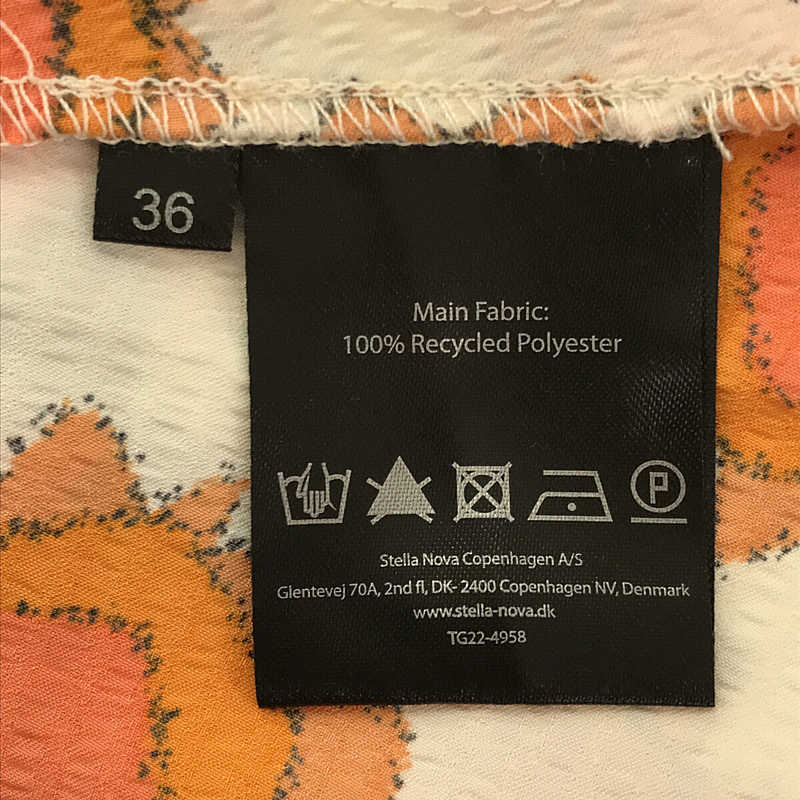 36
Main Fabric:
100% Recycled Polyester
P
Stella Nova Copenhagen A/S
Glentevej 70A, 2nd fl, DK- 2400 Copenhagen NV, Denmark
www.stella-nova.dk
TG22-4958